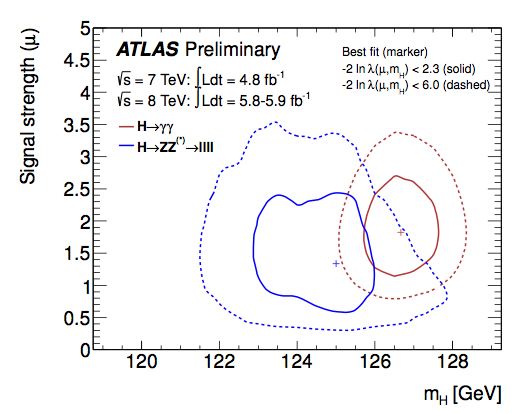 Signal strength (μ)
5
4.5
4
3.5
3
2.5
2
1.5
1
0.5
0
ATLAS Preliminary
√s = 7 TeV: ∫Ldt = 4.8 fb⁻¹
√s = 8 TeV: ∫Ldt = 5.8-5.9 fb⁻¹
H→γγ
H→ZZ⁽*⁾→llll
Best fit (marker)
-2 ln λ(μ,m_H) < 2.3 (solid)
-2 ln λ(μ,m_H) < 6.0 (dashed)
120 122 124 126 128
m_H [GeV]